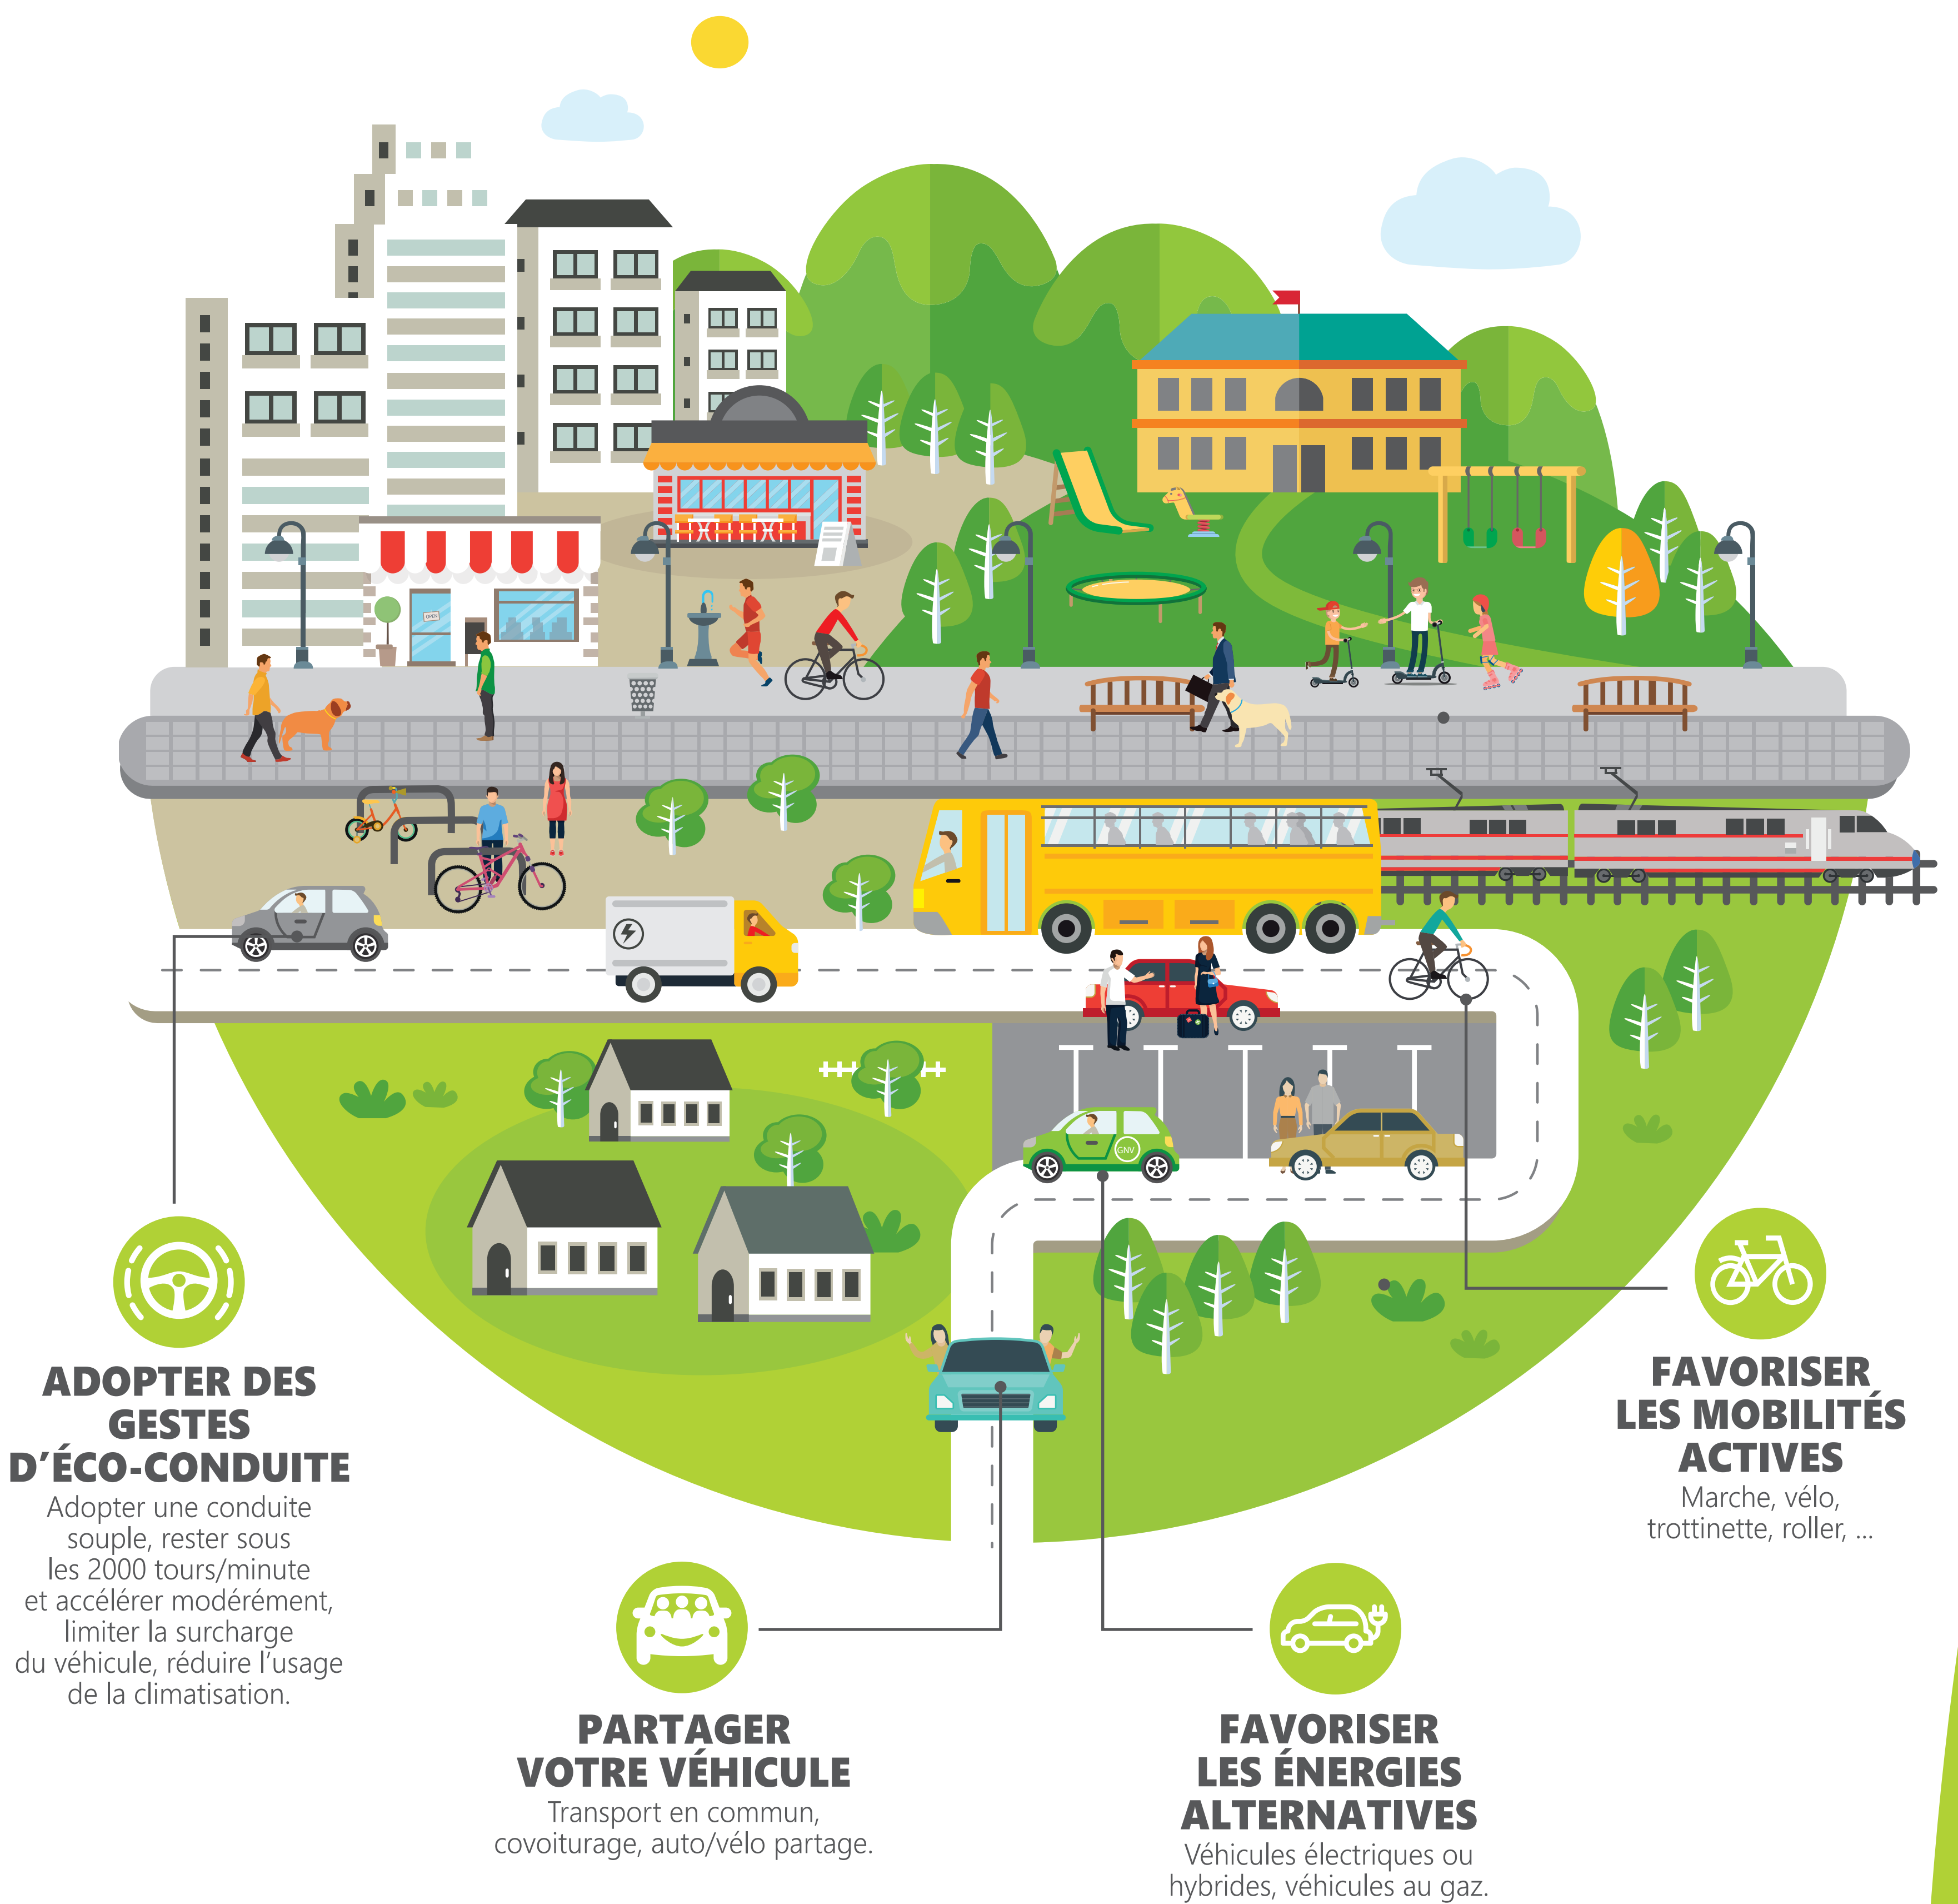 OPEN
GNV
ADOPTER DES
GESTES
D'ÉCO-CONDUITE
Adopter une conduite
souple, rester sous
les 2000 tours/minute
et accélérer modérément,
limiter la surcharge
du véhicule, réduire l'usage
de la climatisation.
PARTAGER
VOTRE VÉHICULE
Transport en commun,
covoiturage, auto/vélo partage.
FAVORISER
LES ÉNERGIES
ALTERNATIVES
Véhicules électriques ou
hybrides, véhicules au gaz.
FAVORISER
LES MOBILITÉS
ACTIVES
Marche, vélo,
trottinette, roller, ...